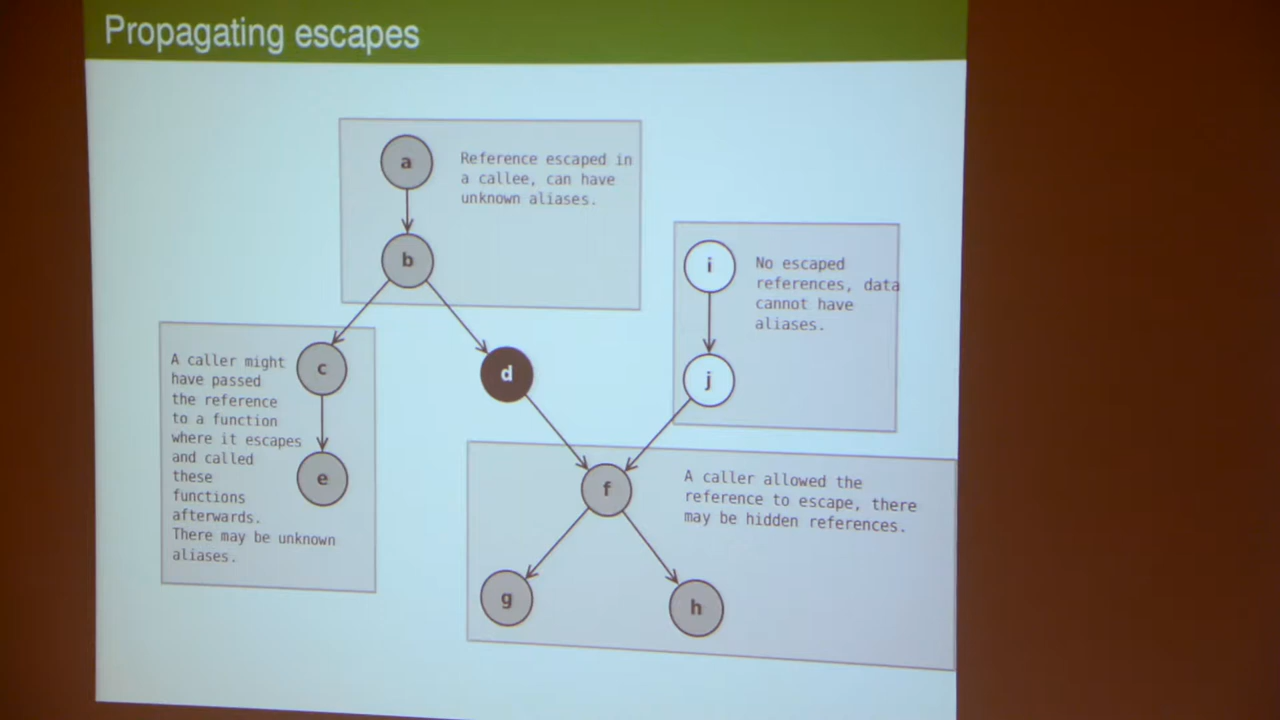 Propagating escapes
a
Reference escaped in
a callee, can have
unknown aliases.
b
i
No escaped
references, data
cannot have
aliases.
j
A caller might
have passed
the reference
to a function
where it escapes
and called
these
functions
afterwards.
There may be unknown
aliases.
c
e
d
f
A caller allowed the
reference to escape, there
may be hidden references.
g
h